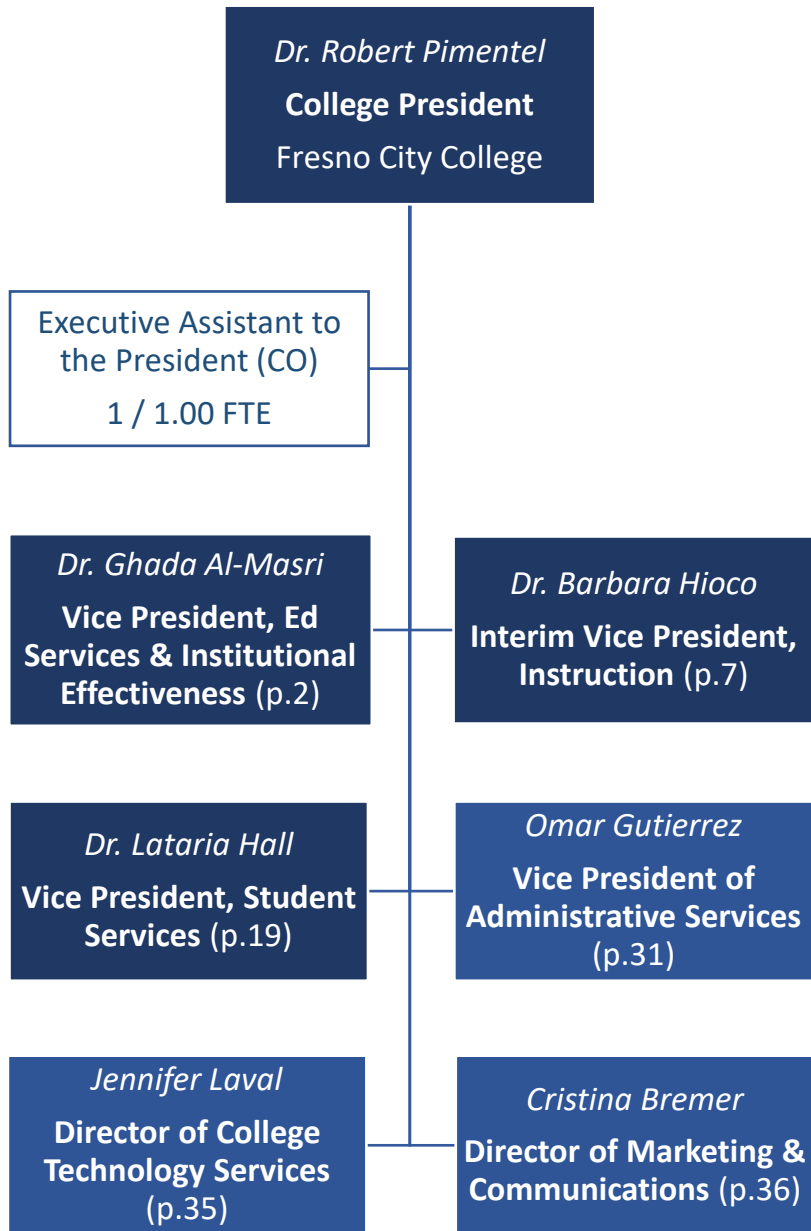 Dr. Robert Pimentel
College President
Fresno City College
Executive Assistant to
the President (CO)
1 / 1.00 FTE
Dr. Ghada Al-Masri
Vice President, Ed
Services & Institutional
Effectiveness (p.2)
Dr. Barbara Hioco
Interim Vice President,
Instruction (p.7)
Dr. Lataria Hall
Vice President, Student
Services (p.19)
Omar Gutierrez
Vice President of
Administrative Services
(p.31)
Jennifer Laval
Director of College
Technology Services
(p.35)
Cristina Bremer
Director of Marketing &
Communications (p.36)